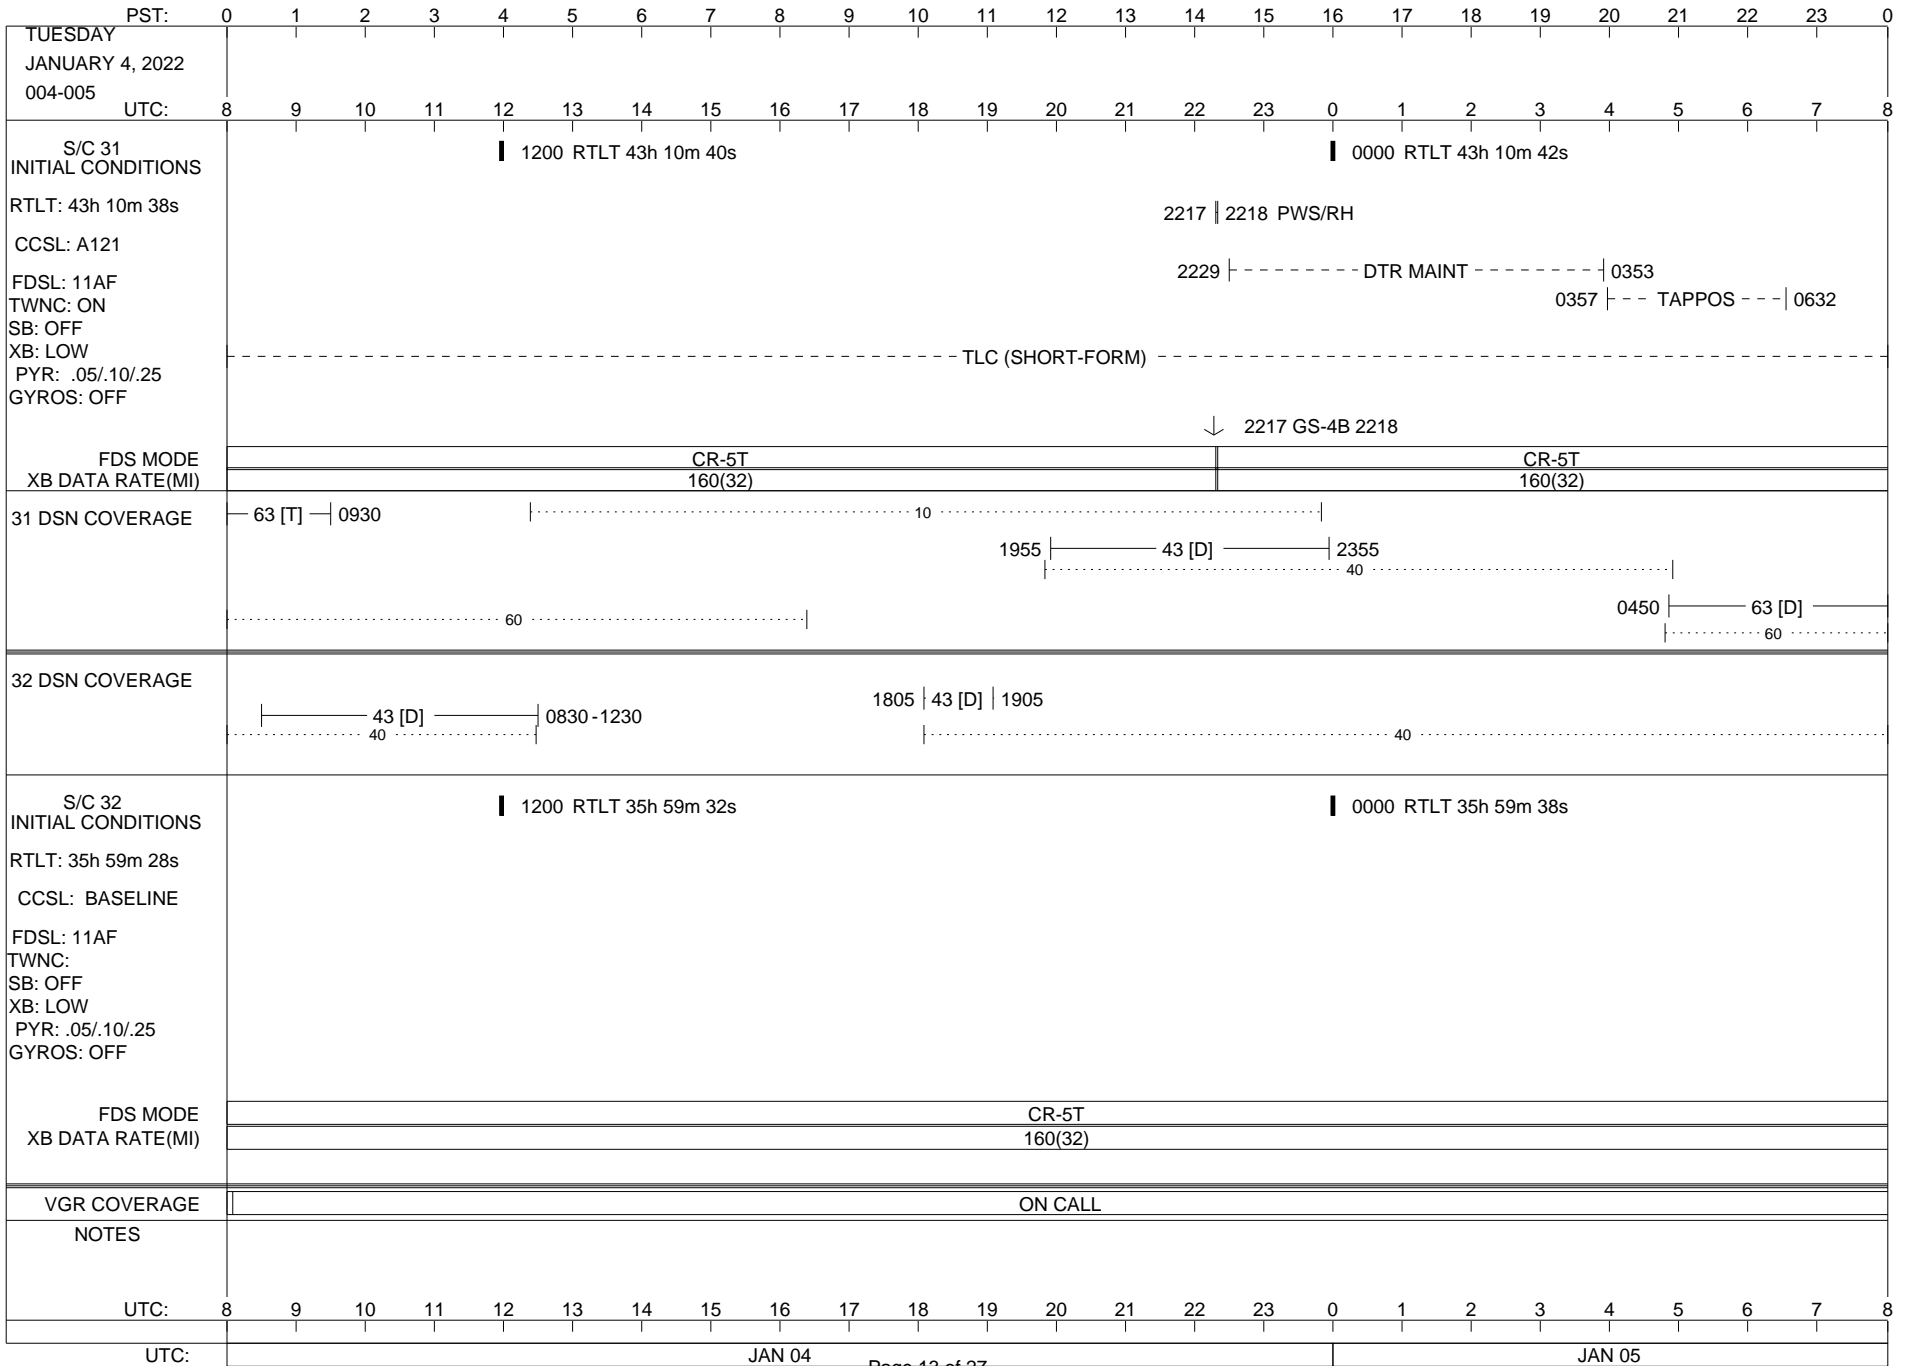 PST: 0 1 2 3 4 5 6 7 8 9 10 11 12 13 14 15 16 17 18 19 20 21 22 23 0
TUESDAY
JANUARY 4, 2022
004-005
UTC: 8 9 10 11 12 13 14 15 16 17 18 19 20 21 22 23 0 1 2 3 4 5 6 7 8
S/C 31
INITIAL CONDITIONS
1200 RTLT 43h 10m 40s
0000 RTLT 43h 10m 42s
RTLT: 43h 10m 38s
2217 2218 PWS/RH
CCSL: A121
2229 DTR MAINT 0353
FDSL: 11AF
0357 TAPPOS 0632
TWNC: ON
SB: OFF
XB: LOW
TLC (SHORT-FORM)
PYR: .05/.10/.25
GYROS: OFF
2217 GS-4B 2218
FDS MODE CR-5T CR-5T
XB DATA RATE(MI) 160(32) 160(32)
31 DSN COVERAGE 63 [T] 0930 10
1955 43 [D] 2355
40
0450 63 [D]
60
60
32 DSN COVERAGE
1805 43 [D] 1905
43 [D] 0830-1230
40 40
S/C 32
INITIAL CONDITIONS
1200 RTLT 35h 59m 32s
0000 RTLT 35h 59m 38s
RTLT: 35h 59m 28s
CCSL: BASELINE
FDSL: 11AF
TWNC:
SB: OFF
XB: LOW
PYR: .05/.10/.25
GYROS: OFF
FDS MODE CR-5T
XB DATA RATE(MI) 160(32)
VGR COVERAGE ON CALL
NOTES
UTC: 8 9 10 11 12 13 14 15 16 17 18 19 20 21 22 23 0 1 2 3 4 5 6 7 8
UTC: JAN 04 JAN 05
Page 13 of 27